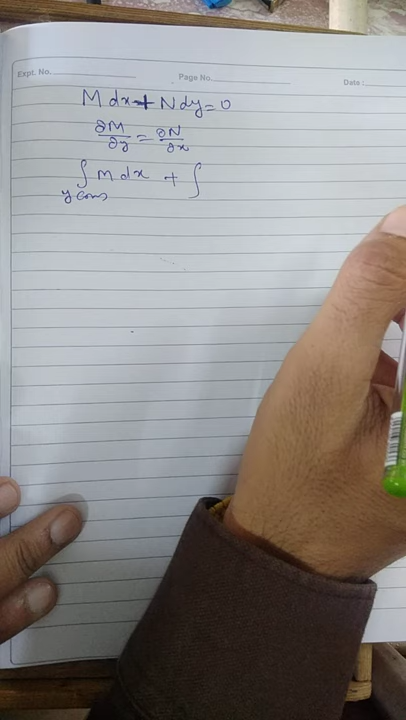 Expt. No. Page No. Date :
M dx + N dy = 0
∂M/∂y = ∂N/∂x
∫ M dx + ∫
y cons